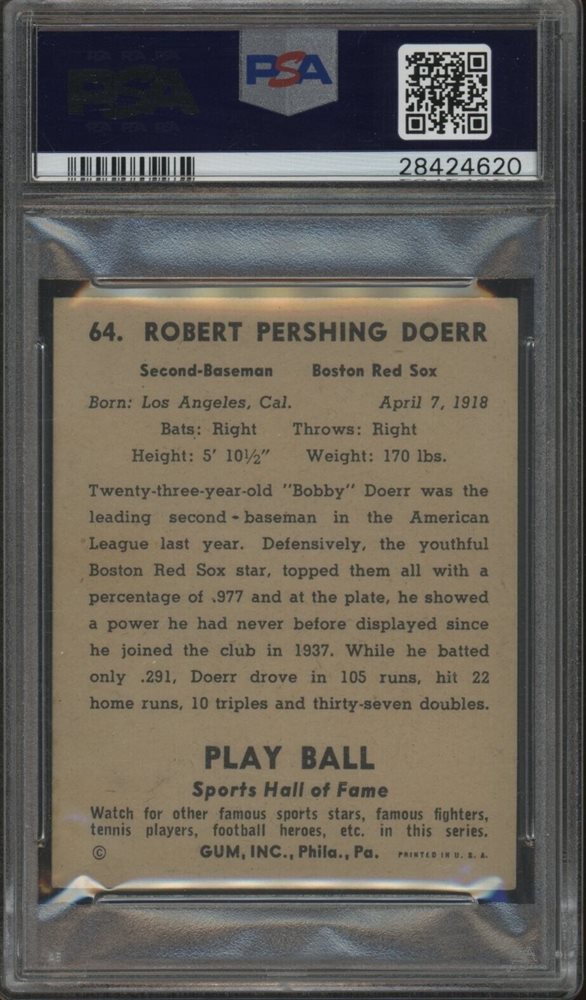 PSA
PSA
28424620
64. ROBERT PERSHING DOERR
Second-Baseman Boston Red Sox
Born: Los Angeles, Cal. April 7, 1918
Bats: Right Throws: Right
Height: 5' 10½" Weight: 170 lbs.
Twenty-three-year-old "Bobby" Doerr was the
leading second-baseman in the American
League last year. Defensively, the youthful
Boston Red Sox star, topped them all with a
percentage of .977 and at the plate, he showed
a power he had never before displayed since
he joined the club in 1937. While he batted
only .291, Doerr drove in 105 runs, hit 22
home runs, 10 triples and thirty-seven doubles.
PLAY BALL
Sports Hall of Fame
Watch for other famous sports stars, famous fighters,
tennis players, football heroes, etc. in this series.
© GUM, INC., Phila., Pa. PRINTED IN U. S. A.